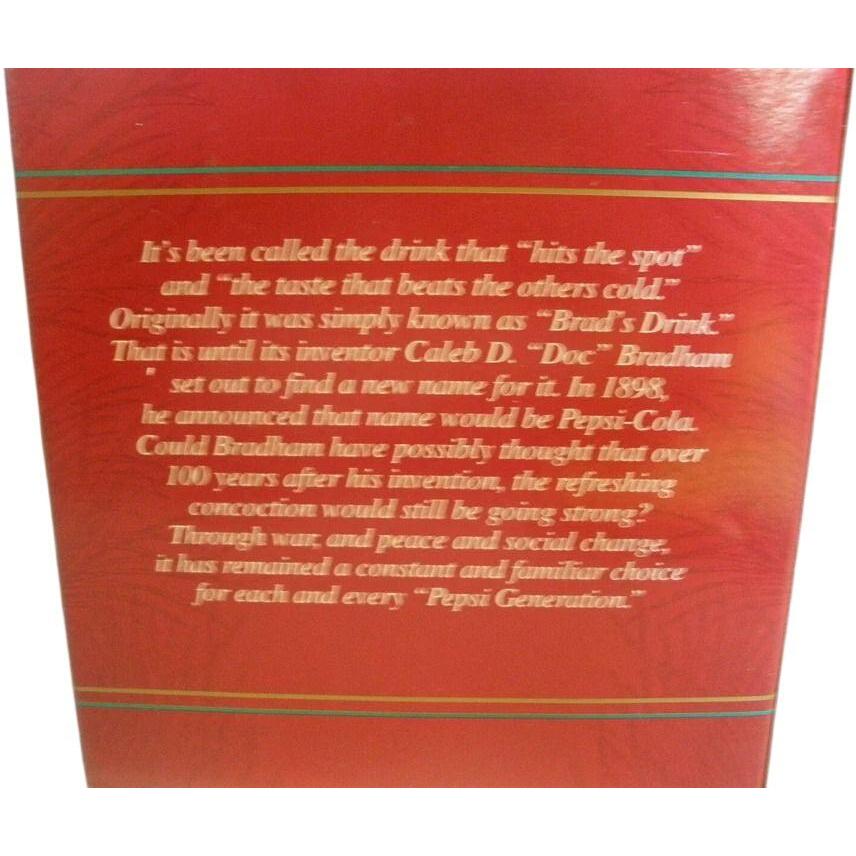 It's been called the drink that "hits the spot"
and "the taste that beats the others cold."
Originally it was simply known as "Brad's Drink."
That is until its inventor Caleb D. "Doc" Bradham
set out to find a new name for it. In 1898,
he announced that name would be Pepsi-Cola.
Could Bradham have possibly thought that over
100 years after his invention, the refreshing
concoction would still be going strong?
Through war, and peace and social change,
it has remained a constant and familiar choice
for each and every "Pepsi Generation."